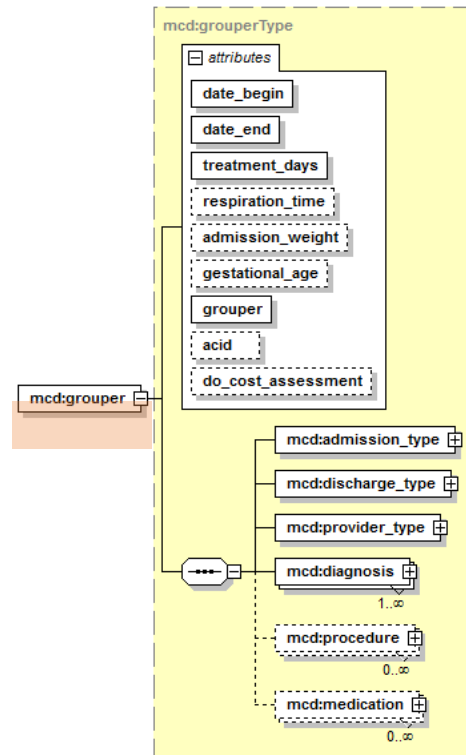 mcd:grouperType
attributes
date_begin
date_end
treatment_days
respiration_time
admission_weight
gestational_age
grouper
acid
do_cost_assessment
mcd:grouper
mcd:admission_type
mcd:discharge_type
mcd:provider_type
mcd:diagnosis
1..∞
mcd:procedure
0..∞
mcd:medication
0..∞